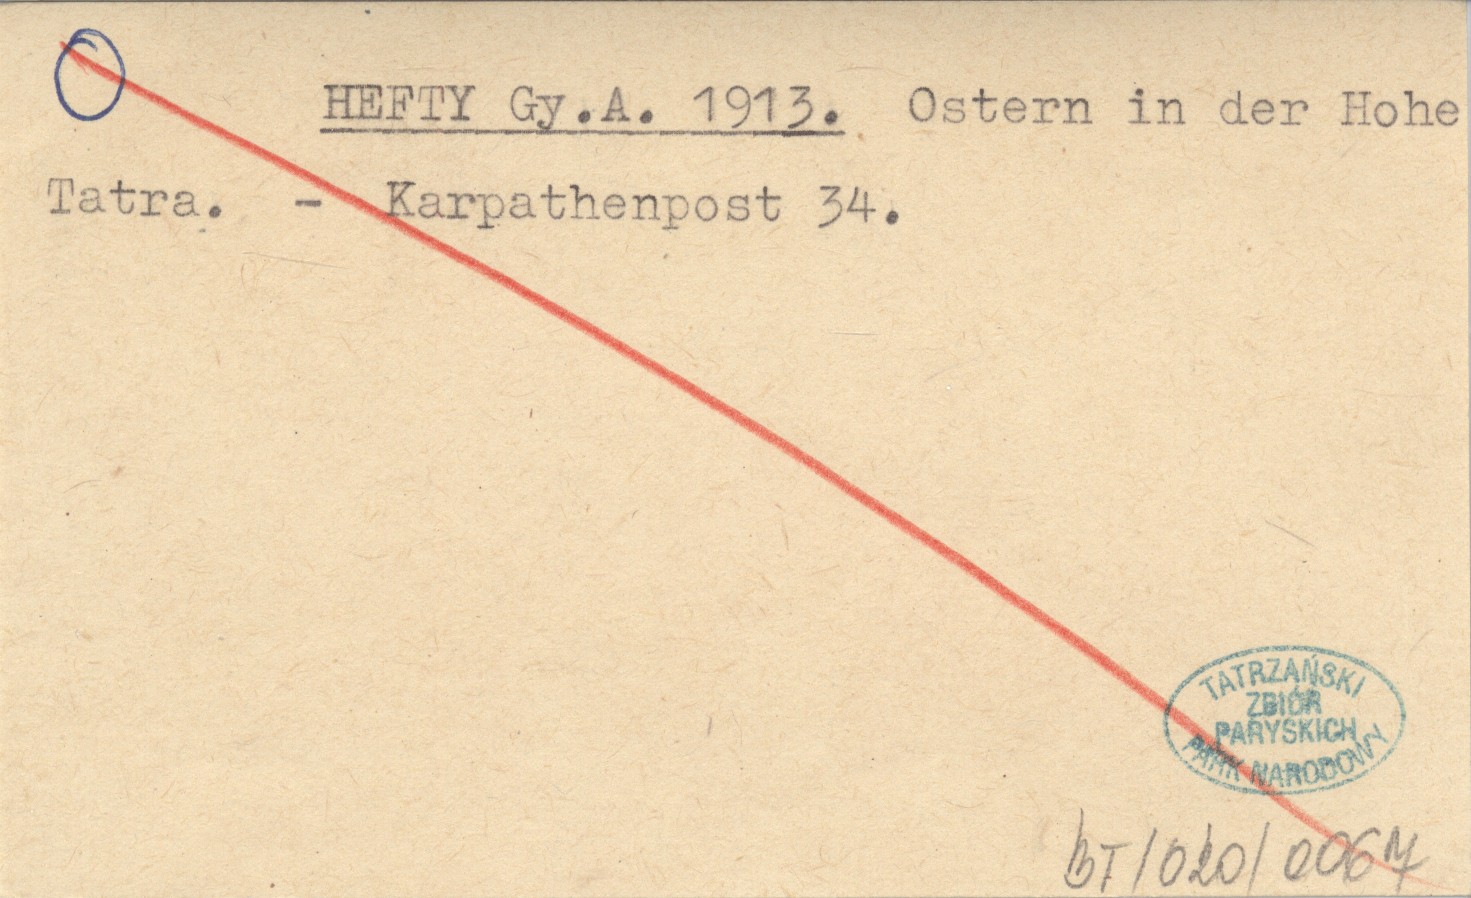 HEFTY Gy.A. 1913. Ostern in der Hohe
Tatra. - Karpathenpost 34.
TATRZAŃSKI
ZBIÓR
PARYSKICH
PARK NARODOWY
BT/020/0067